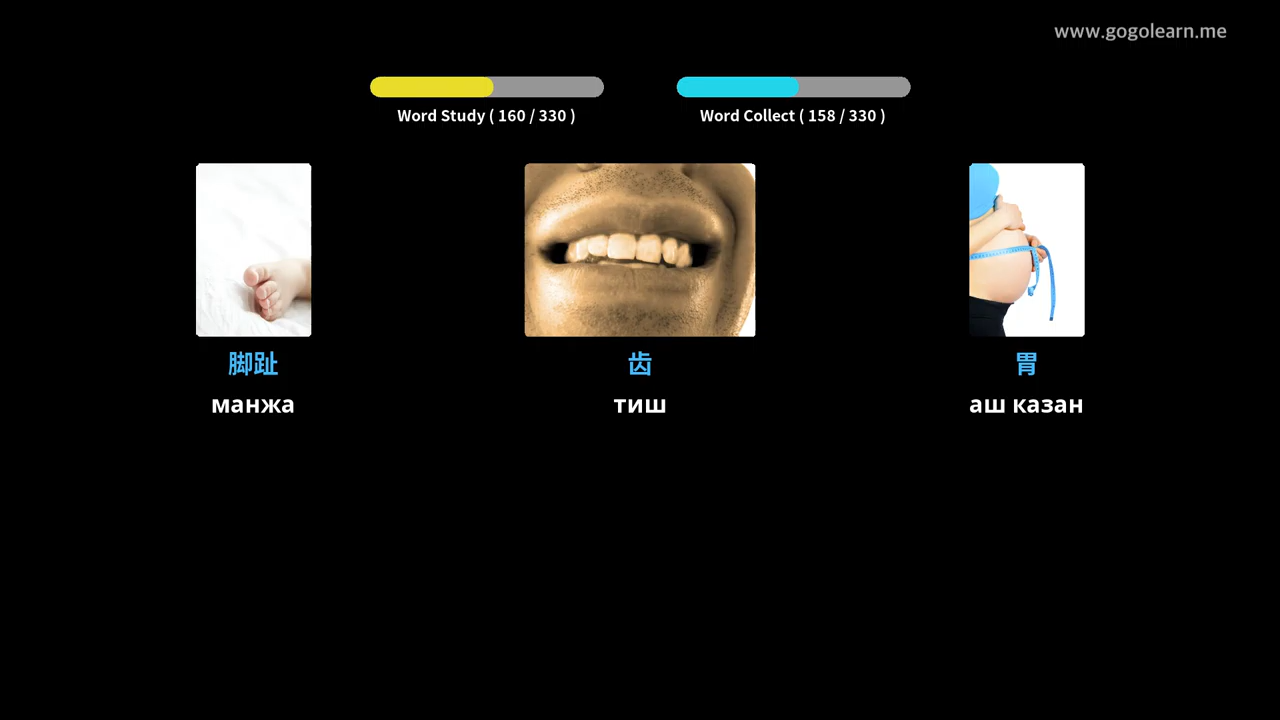 www.gogolearn.me
Word Study ( 160 / 330 )
Word Collect ( 158 / 330 )
脚趾
齿
胃
манжа
тиш
аш казан